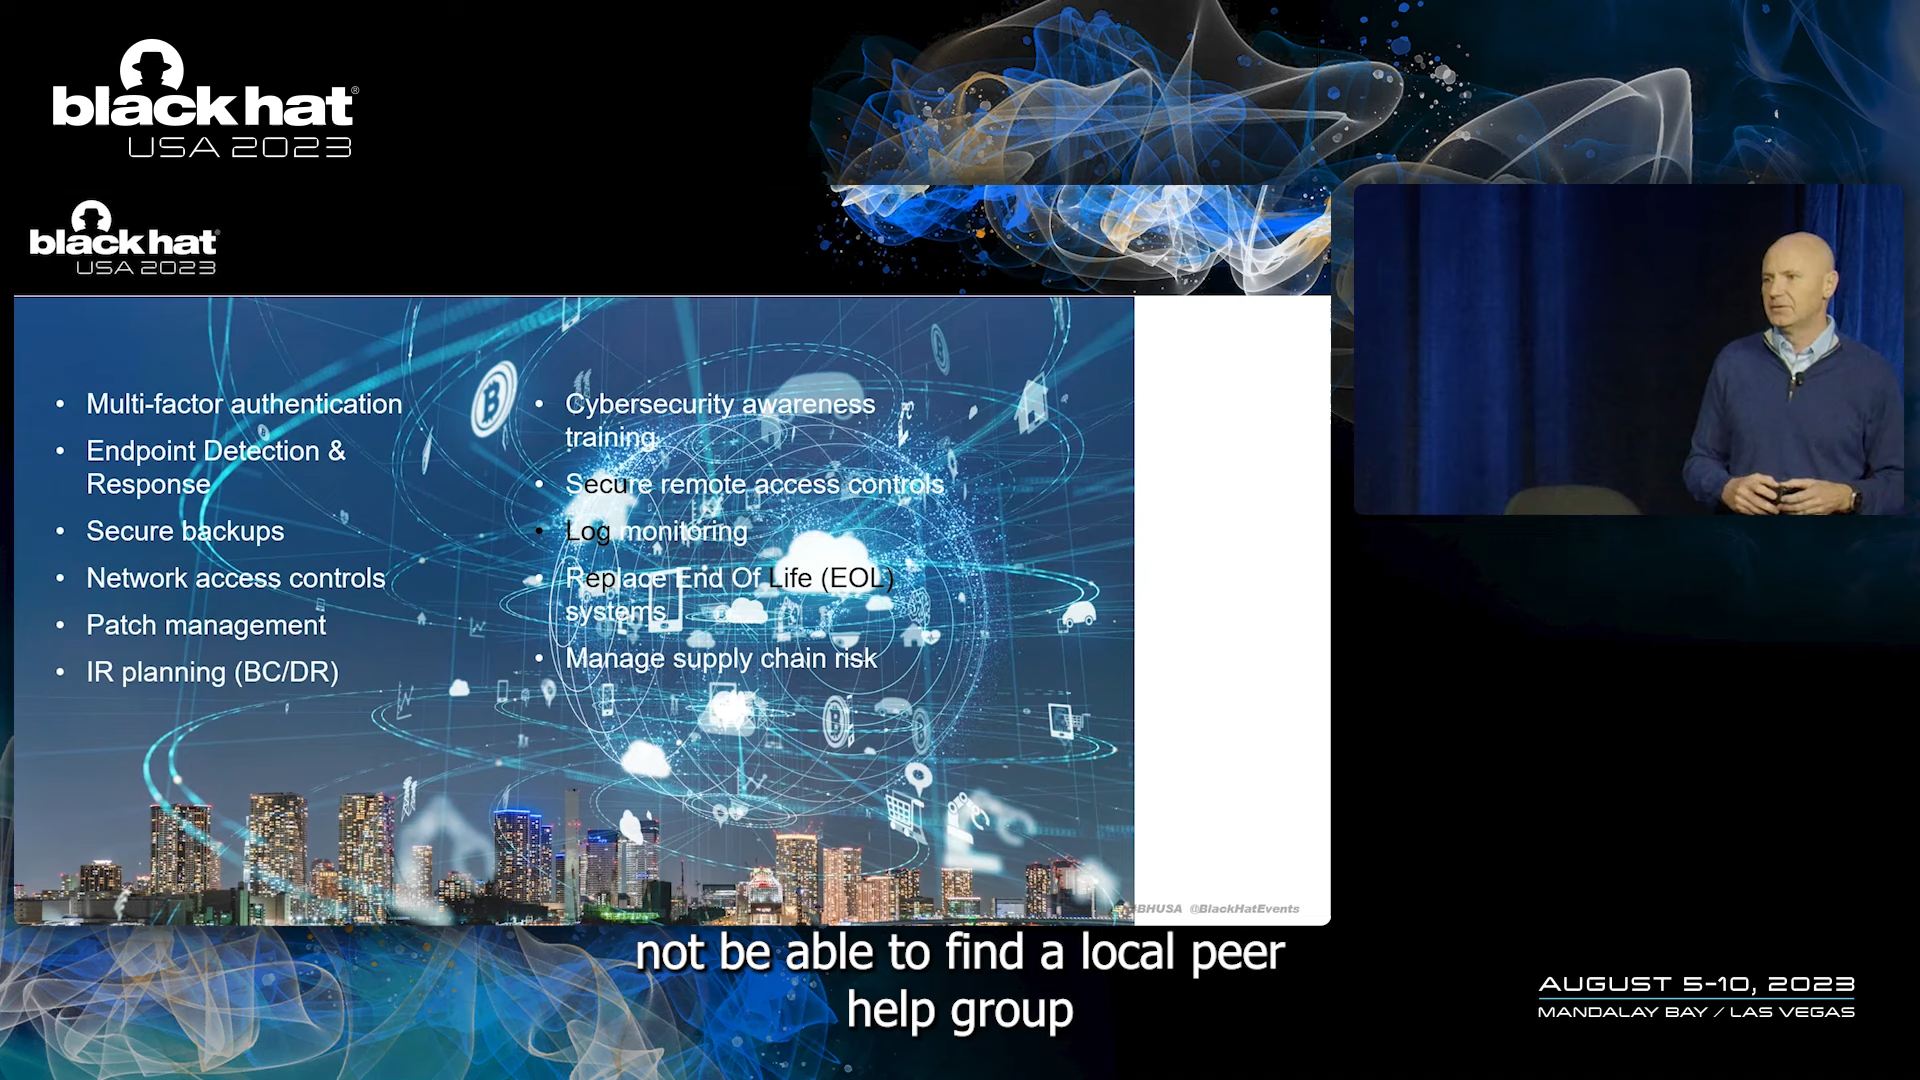 black hat®
USA 2023
black hat
USA 2023
• Multi-factor authentication
• Endpoint Detection &
Response
• Secure backups
• Network access controls
• Patch management
• IR planning (BC/DR)
• Cybersecurity awareness
training
• Secure remote access controls
• Log monitoring
• Replace End Of Life (EOL)
systems
• Manage supply chain risk
BHUSA @BlackHatEvents
not be able to find a local peer
help group
AUGUST 5-10, 2023
MANDALAY BAY / LAS VEGAS